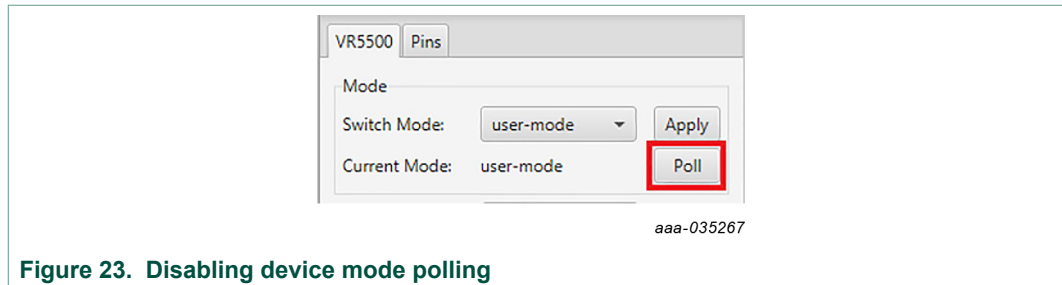 VR5500 Pins
Mode
Switch Mode: user-mode Apply
Current Mode: user-mode Poll
aaa-035267
Figure 23. Disabling device mode polling